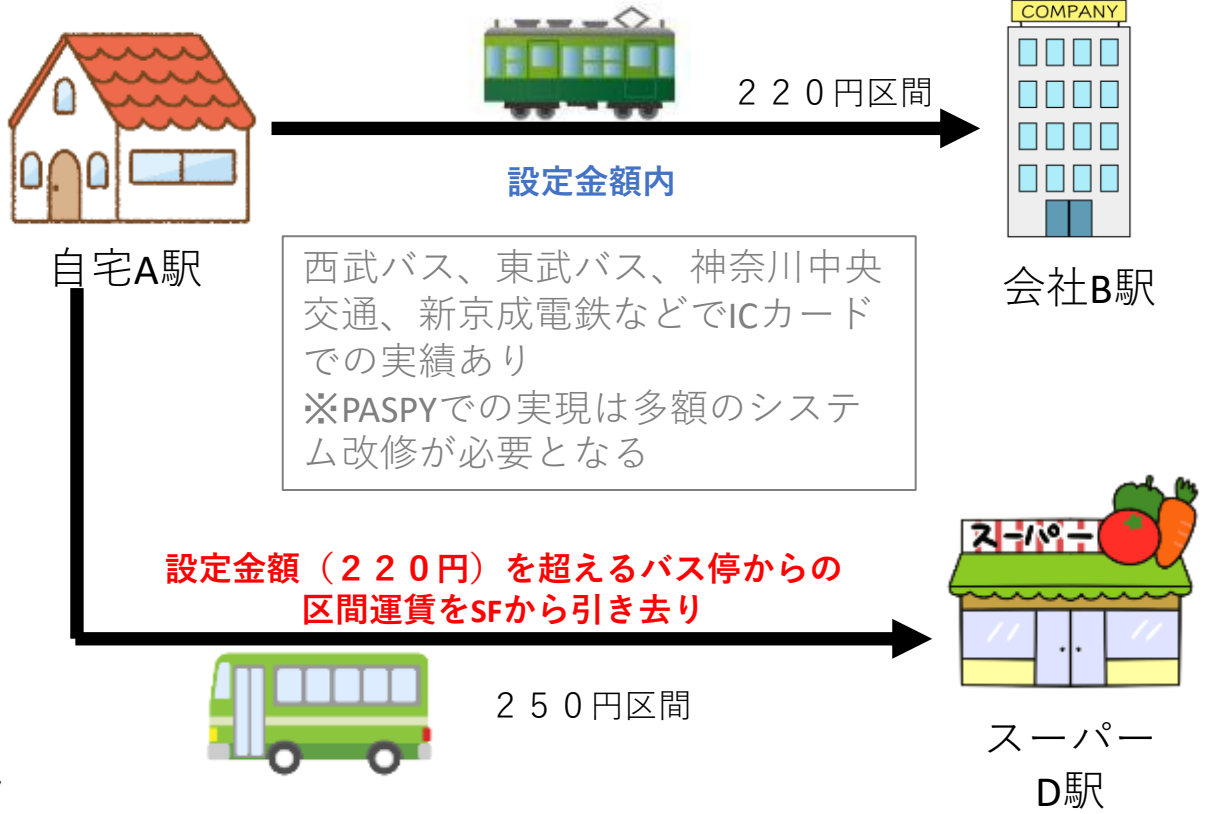 COMPANY
220円区間
設定金額内
自宅A駅
会社B駅
西武バス、東武バス、神奈川中央
交通、新京成電鉄などでICカード
での実績あり
※PASPYでの実現は多額のシステ
ム改修が必要となる
スーパー
設定金額(220円)を超えるバス停からの
区間運賃をSFから引き去り
250円区間
スーパー
D駅